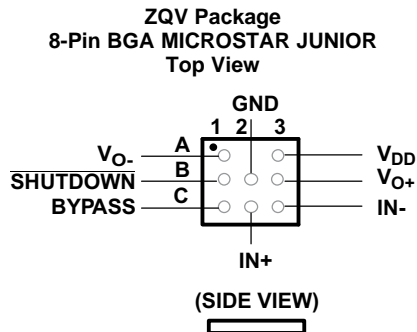 ZQV Package
8-Pin BGA MICROSTAR JUNIOR
Top View
GND
1 2 3
A
VO-
VDD
B
SHUTDOWN
VO+
C
BYPASS
IN-
IN+
(SIDE VIEW)